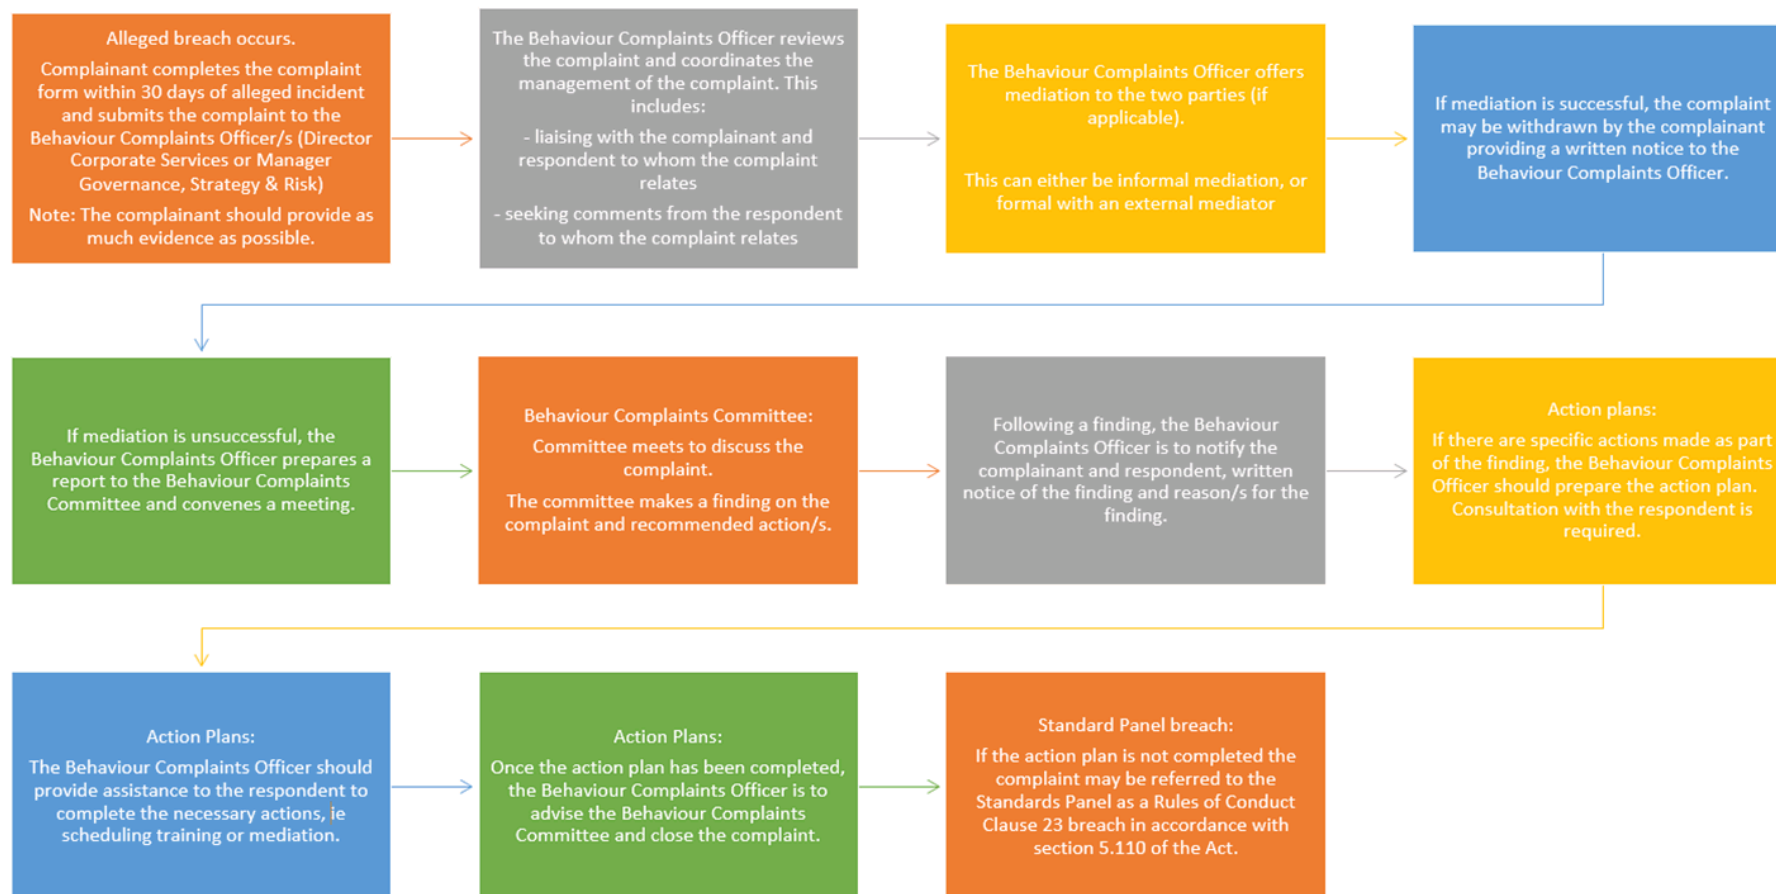 Alleged breach occurs.
Complainant completes the complaint
form within 30 days of alleged incident
and submits the complaint to the
Behaviour Complaints Officer/s (Director
Corporate Services or Manager
Governance, Strategy & Risk)
Note: The complainant should provide as
much evidence as possible.
The Behaviour Complaints Officer reviews
the complaint and coordinates the
management of the complaint. This
includes:
- liaising with the complainant and
respondent to whom the complaint
relates
- seeking comments from the respondent
to whom the complaint relates
The Behaviour Complaints Officer offers
mediation to the two parties (if
applicable).
This can either be informal mediation, or
formal with an external mediator
If mediation is successful, the complaint
may be withdrawn by the complainant
providing a written notice to the
Behaviour Complaints Officer.
If mediation is unsuccessful, the
Behaviour Complaints Officer prepares a
report to the Behaviour Complaints
Committee and convenes a meeting.
Behaviour Complaints Committee:
Committee meets to discuss the
complaint.
The committee makes a finding on the
complaint and recommended action/s.
Following a finding, the Behaviour
Complaints Officer is to notify the
complainant and respondent, written
notice of the finding and reason/s for the
finding.
Action plans:
If there are specific actions made as part
of the finding, the Behaviour Complaints
Officer should prepare the action plan.
Consultation with the respondent is
required.
Action Plans:
The Behaviour Complaints Officer should
provide assistance to the respondent to
complete the necessary actions, ie
scheduling training or mediation.
Action Plans:
Once the action plan has been completed,
the Behaviour Complaints Officer is to
advise the Behaviour Complaints
Committee and close the complaint.
Standard Panel breach:
If the action plan is not completed the
complaint may be referred to the
Standards Panel as a Rules of Conduct
Clause 23 breach in accordance with
section 5.110 of the Act.